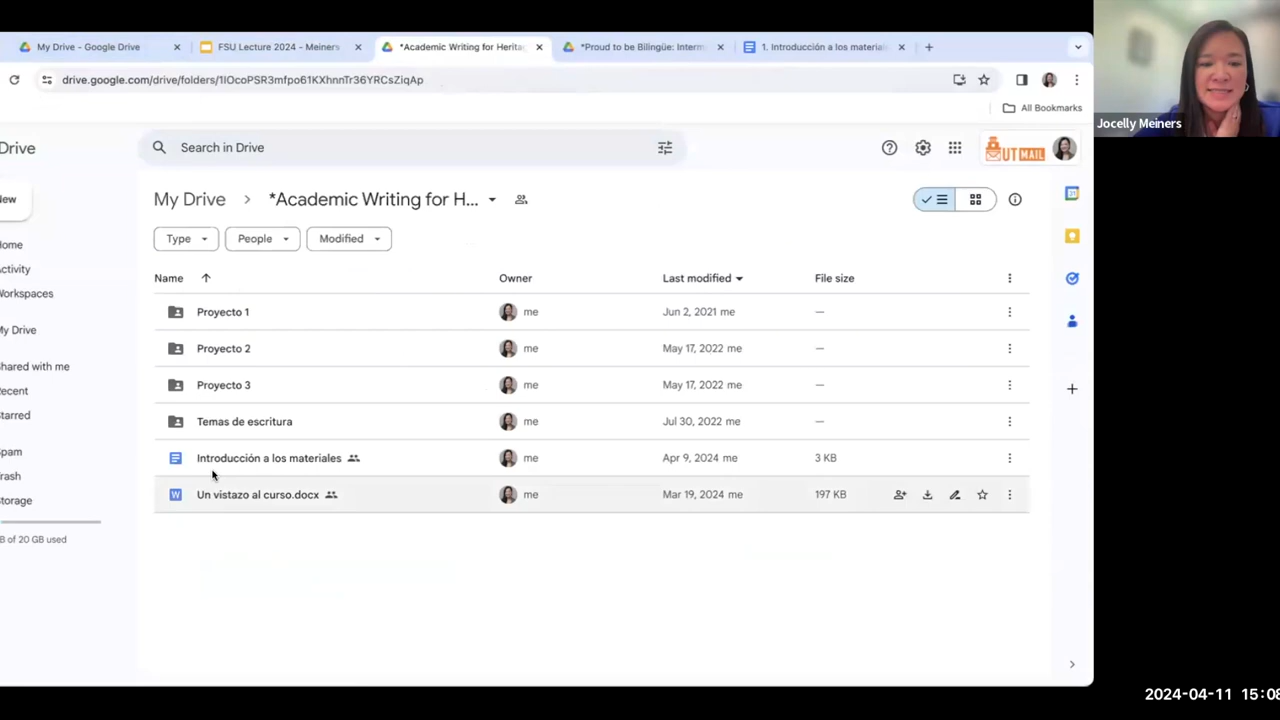 My Drive - Google Drive
FSU Lecture 2024 - Meiners
*Academic Writing for Herita
*Proud to be Bilingüe: Interm
1. Introducción a los material
drive.google.com/drive/folders/1IOcoPSR3mfpo61KXhnnTr36YRCsZiqAp
All Bookmarks
Jocelly Meiners
Drive
Search in Drive
UT MAIL
New
My Drive > *Academic Writing for H...
Type People Modified
Home
Activity
Workspaces
My Drive
Shared with me
Recent
Starred
Spam
Trash
Storage
B of 20 GB used
Name Owner Last modified File size
Proyecto 1 me Jun 2, 2021 me —
Proyecto 2 me May 17, 2022 me —
Proyecto 3 me May 17, 2022 me —
Temas de escritura me Jul 30, 2022 me —
Introducción a los materiales me Apr 9, 2024 me 3 KB
Un vistazo al curso.docx me Mar 19, 2024 me 197 KB
2024-04-11 15:08